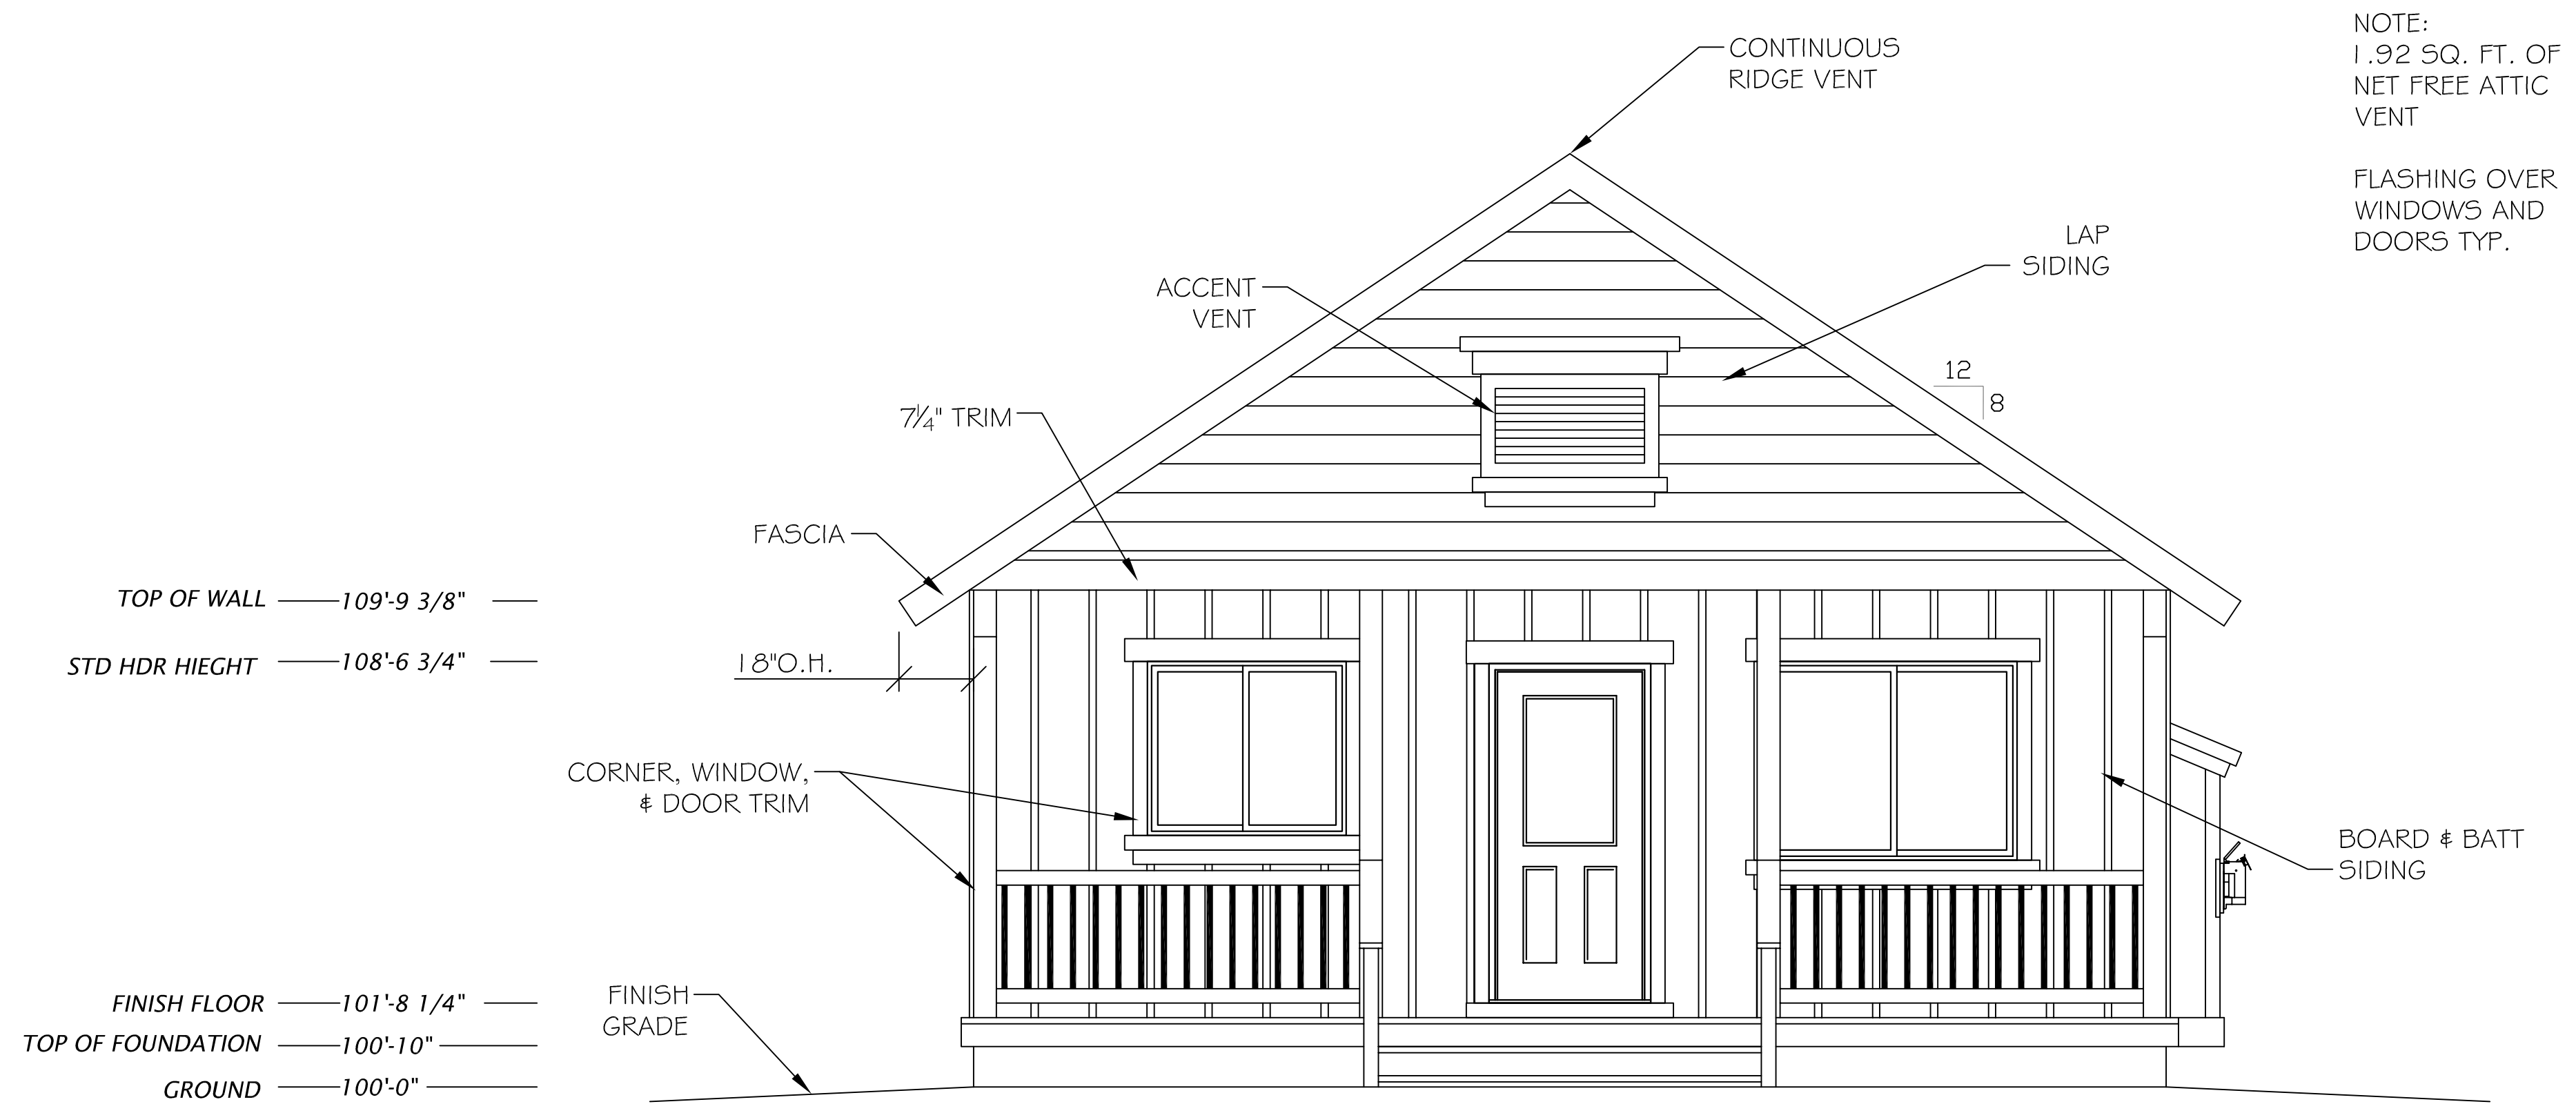 NOTE:
1.92 SQ. FT. OF
NET FREE ATTIC
VENT
FLASHING OVER
WINDOWS AND
DOORS TYP.
CONTINUOUS
RIDGE VENT
LAP
SIDING
ACCENT
VENT
12
8
7¼" TRIM
FASCIA
TOP OF WALL 109'-9 3/8"
STD HDR HIEGHT 108'-6 3/4"
18"O.H.
CORNER, WINDOW,
& DOOR TRIM
BOARD & BATT
SIDING
FINISH FLOOR 101'-8 1/4"
TOP OF FOUNDATION 100'-10"
GROUND 100'-0"
FINISH
GRADE